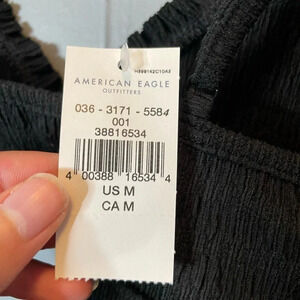 AMERICAN EAGLE
OUTFITTERS
036 - 3171 - 5584
001
38816534
4 00388 16534 4
US M
CA M